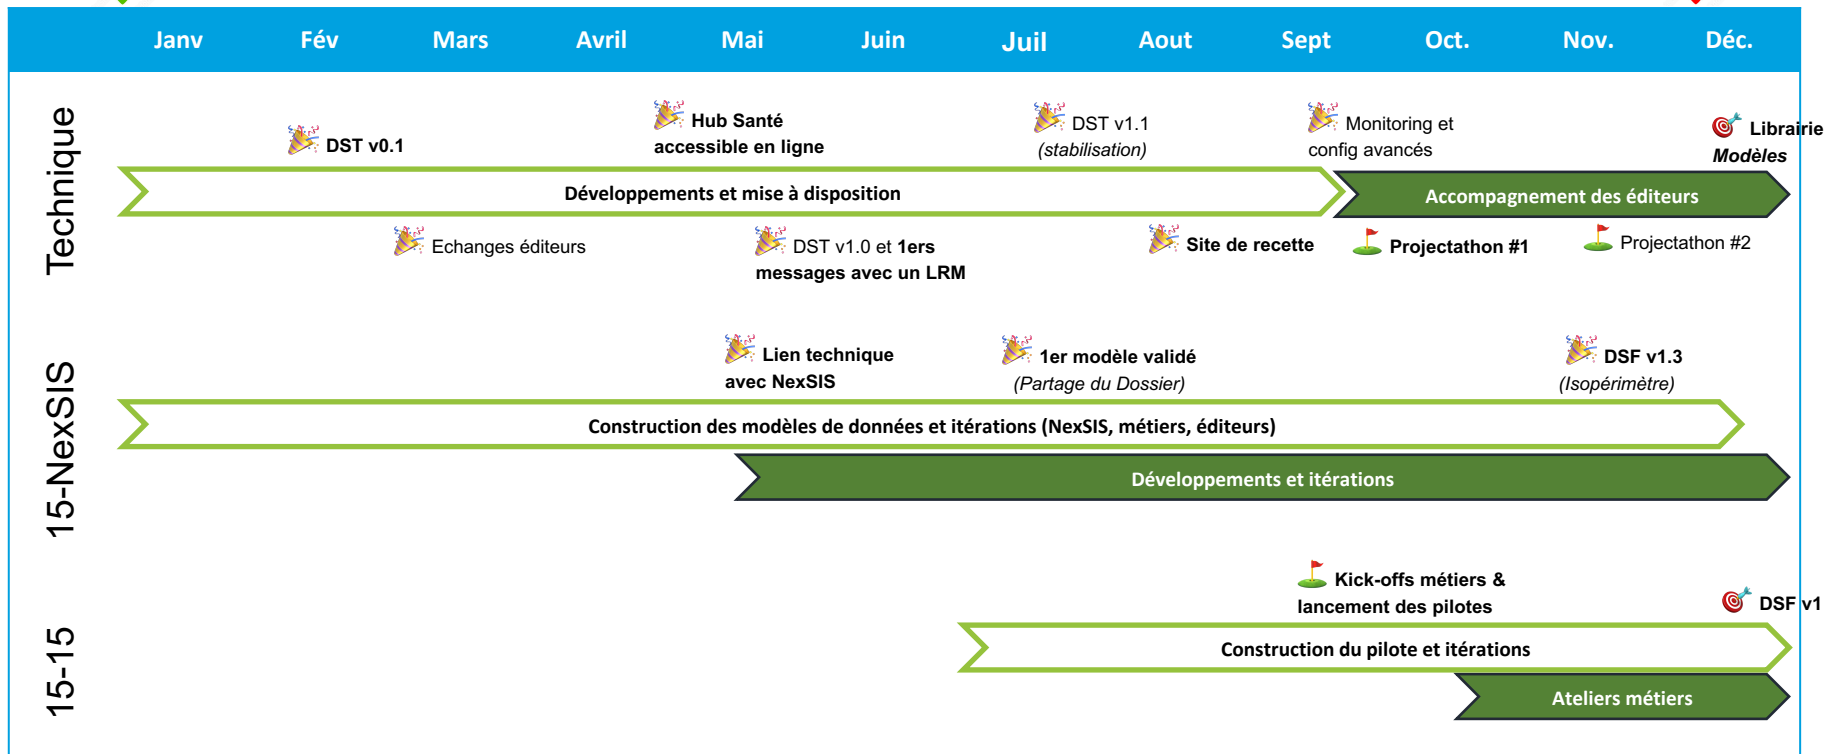 Janv Fév Mars Avril Mai Juin Juil Aout Sept Oct. Nov. Déc.
Technique
DST v0.1
Hub Santé
accessible en ligne
DST v1.1
(stabilisation)
Monitoring et
config avancés
Librairie
Modèles
Développements et mise à disposition
Accompagnement des éditeurs
Echanges éditeurs
DST v1.0 et 1ers
messages avec un LRM
Site de recette
Projectathon #1
Projectathon #2
15-NexSIS
Lien technique
avec NexSIS
1er modèle validé
(Partage du Dossier)
DSF v1.3
(Isopérimètre)
Construction des modèles de données et itérations (NexSIS, métiers, éditeurs)
Développements et itérations
15-15
Kick-offs métiers &
lancement des pilotes
DSF v1
Construction du pilote et itérations
Ateliers métiers